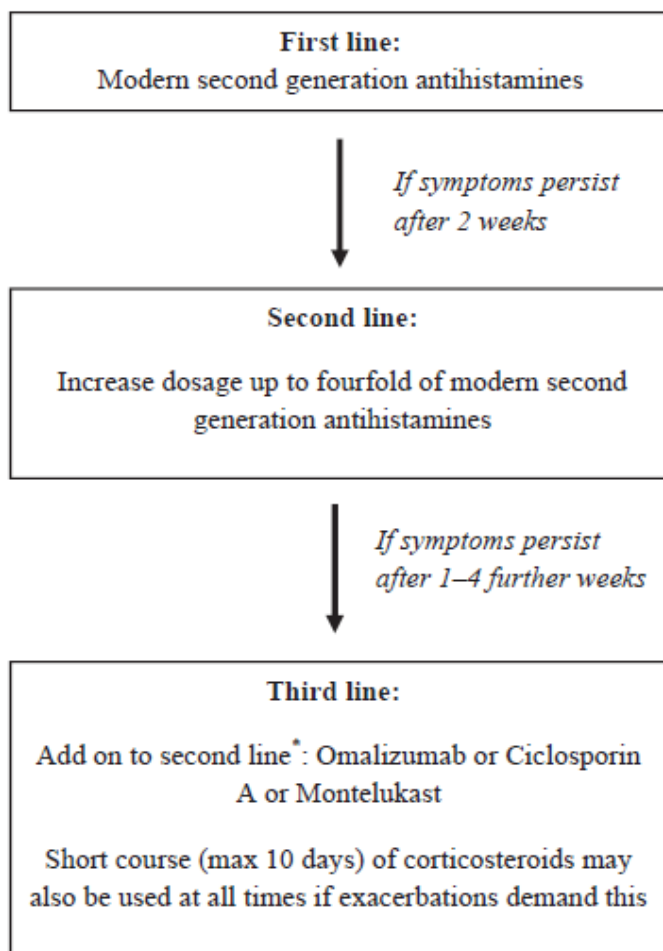 First line:
Modern second generation antihistamines
If symptoms persist
after 2 weeks
Second line:
Increase dosage up to fourfold of modern second
generation antihistamines
If symptoms persist
after 1–4 further weeks
Third line:
Add on to second line*: Omalizumab or Ciclosporin
A or Montelukast
Short course (max 10 days) of corticosteroids may
also be used at all times if exacerbations demand this